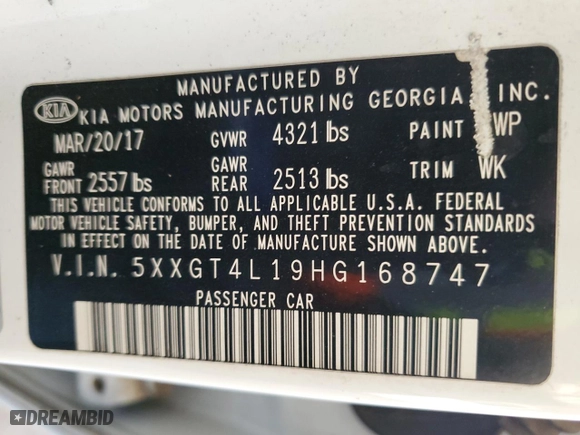 MANUFACTURED BY
KIA KIA MOTORS MANUFACTURING GEORGIA INC.
MAR/20/17 GVWR 4321 lbs PAINT WP
GAWR FRONT 2557 lbs GAWR REAR 2513 lbs TRIM WK
THIS VEHICLE CONFORMS TO ALL APPLICABLE U.S.A. FEDERAL
MOTOR VEHICLE SAFETY, BUMPER, AND THEFT PREVENTION STANDARDS
IN EFFECT ON THE DATE OF MANUFACTURE SHOWN ABOVE.
V.I.N. 5XXGT4L19HG168747
PASSENGER CAR
DREAMBID